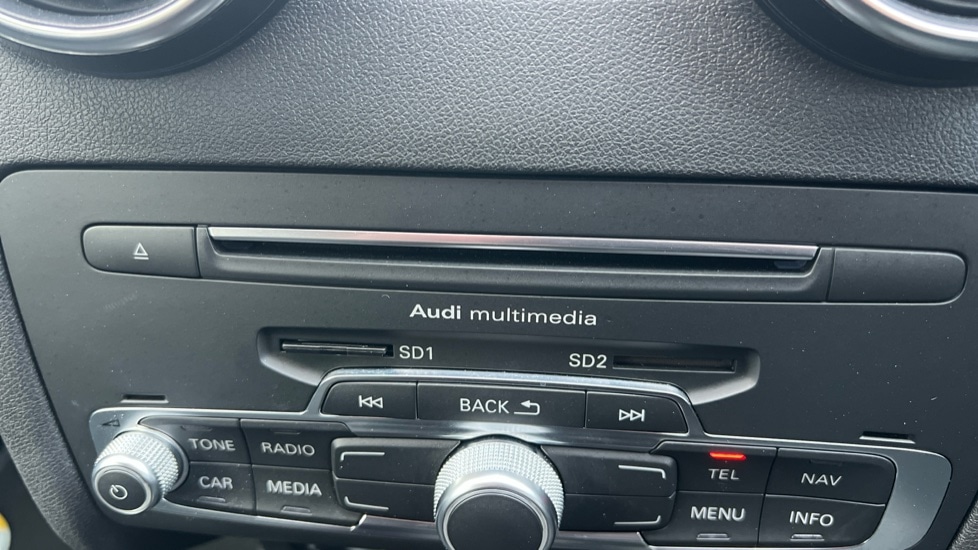 Audi multimedia
SD1 SD2
BACK
TONE RADIO TEL NAV
CAR MEDIA MENU INFO